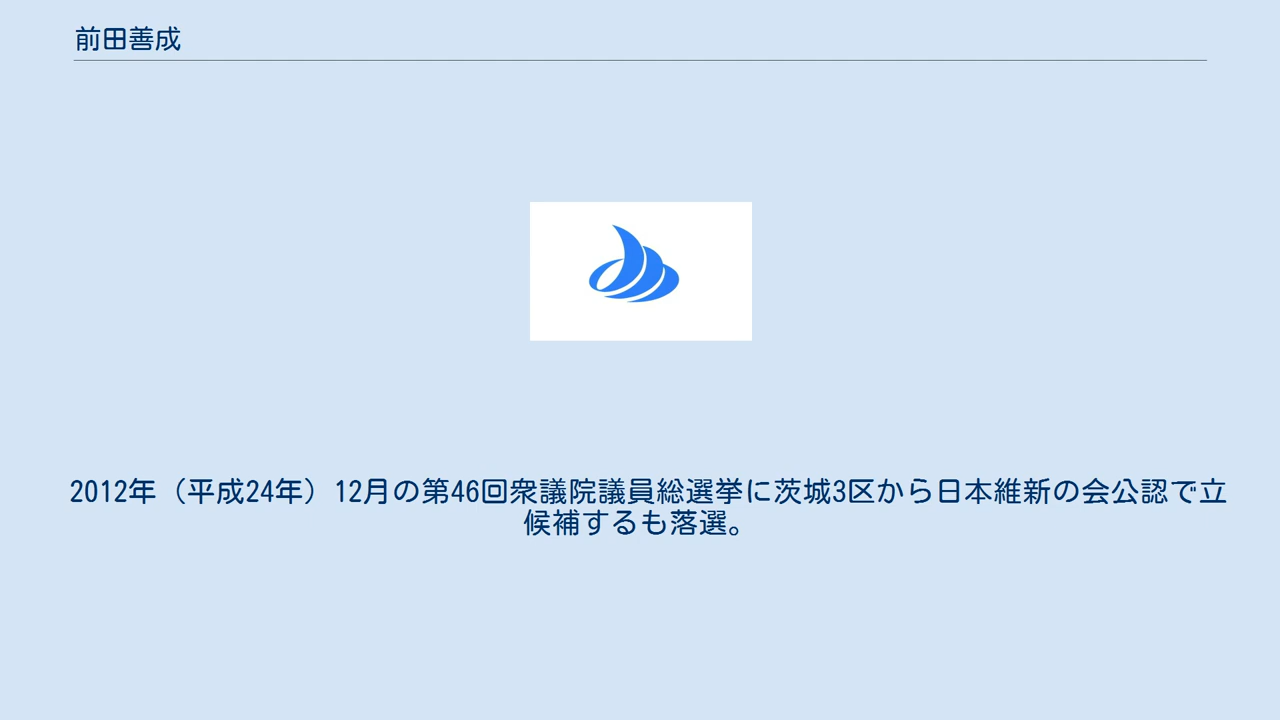 前田善成
2012年（平成24年）12月の第46回衆議院議員総選挙に茨城3区から日本維新の会公認で立
候補するも落選。